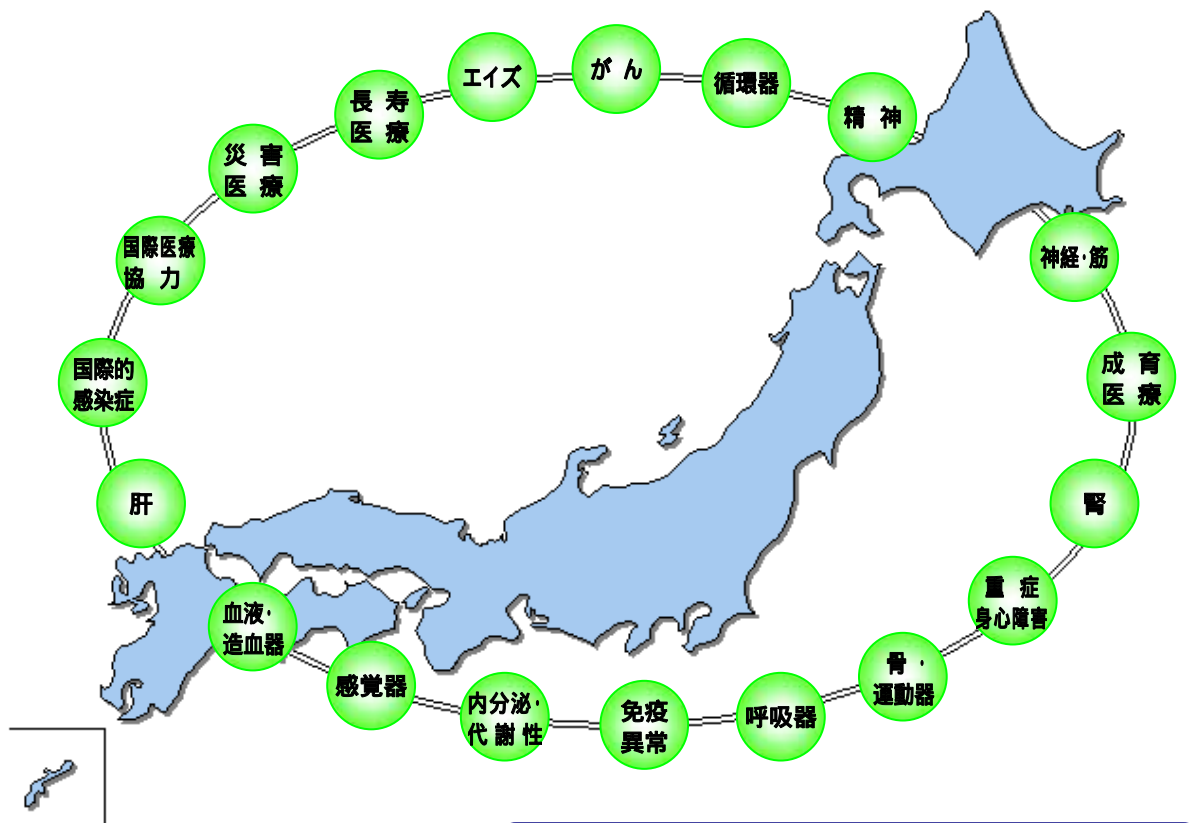 がん
循環器
精神
神経・筋
成育
医療
腎
重症
身心障害
骨・
運動器
呼吸器
免疫
異常
内分泌・
代謝性
感覚器
血液・
造血器
肝
国際的
感染症
国際医療
協力
災害
医療
長寿
医療
エイズ